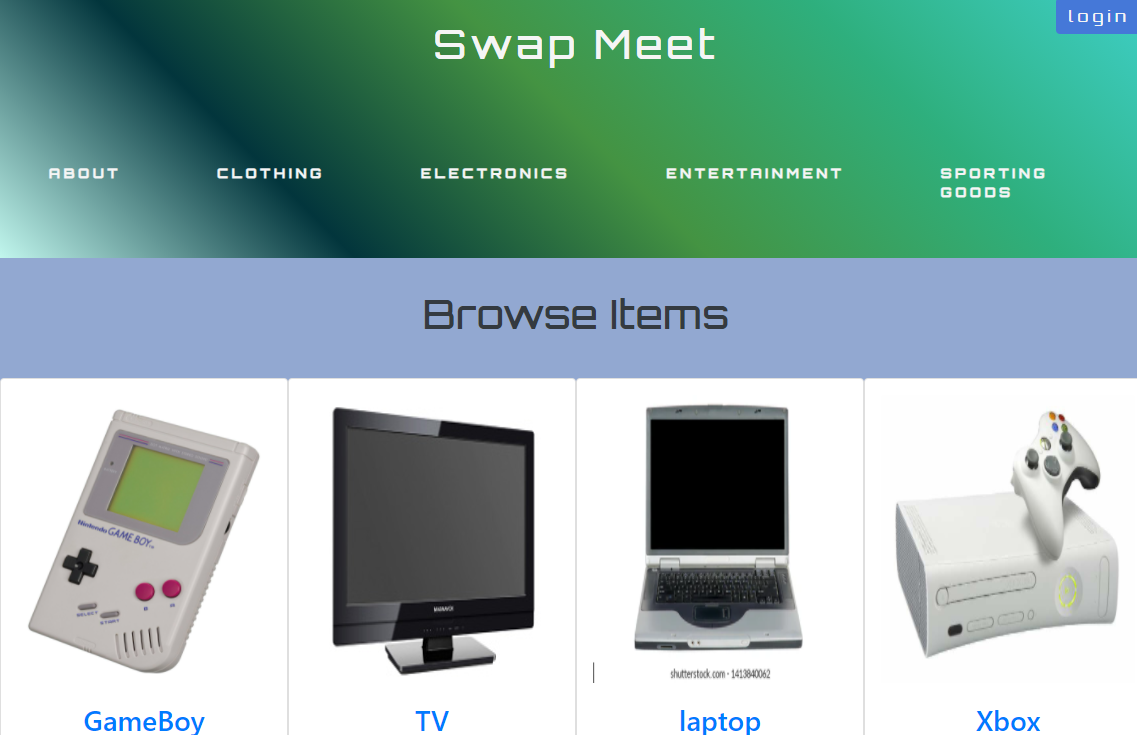 login
Swap Meet
ABOUT
CLOTHING
ELECTRONICS
ENTERTAINMENT
SPORTING
GOODS
Browse Items
Nintendo GAME BOY TM
SELECT
START
B
A
MAGNAVOX
shutterstock.com · 1413840062
GameBoy
TV
laptop
Xbox